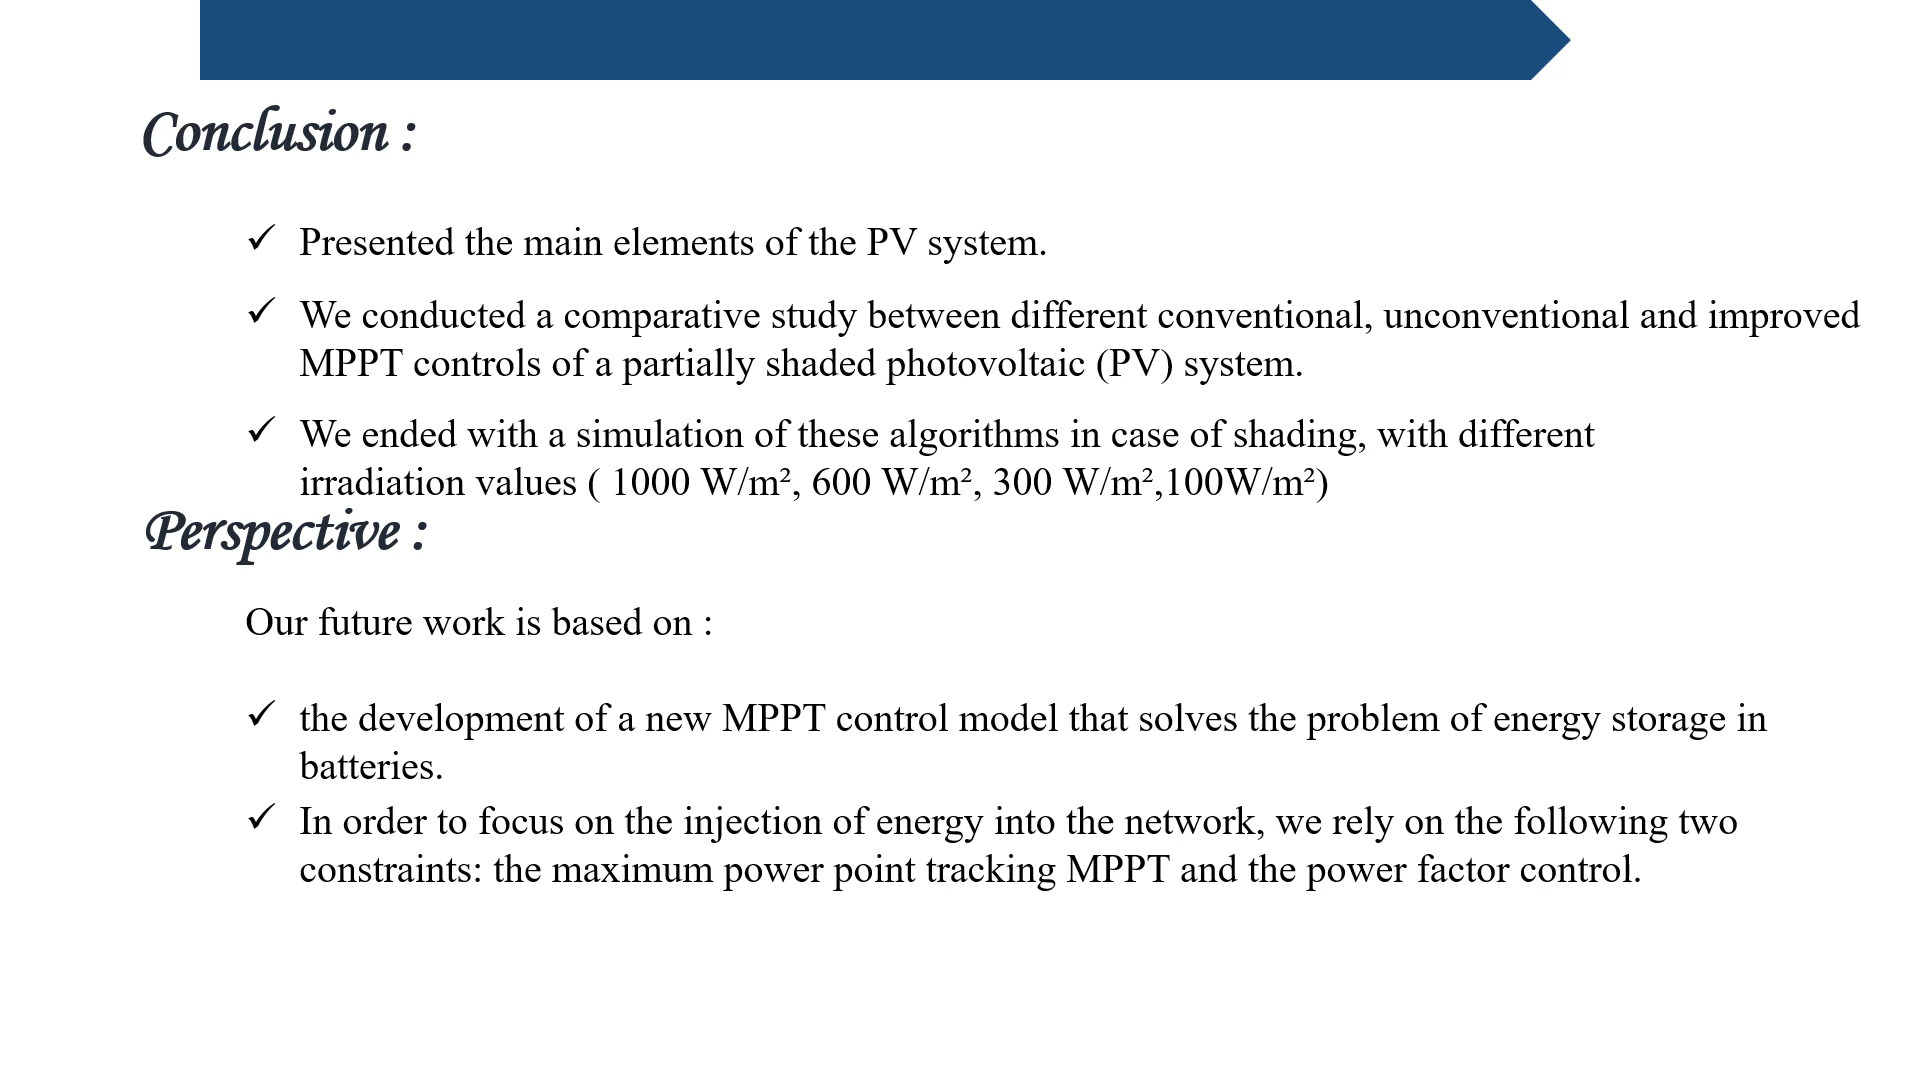 Conclusion :
✓ Presented the main elements of the PV system.
✓ We conducted a comparative study between different conventional, unconventional and improved
MPPT controls of a partially shaded photovoltaic (PV) system.
✓ We ended with a simulation of these algorithms in case of shading, with different
irradiation values ( 1000 W/m², 600 W/m², 300 W/m²,100W/m²)
Perspective :
Our future work is based on :
✓ the development of a new MPPT control model that solves the problem of energy storage in
batteries.
✓ In order to focus on the injection of energy into the network, we rely on the following two
constraints: the maximum power point tracking MPPT and the power factor control.